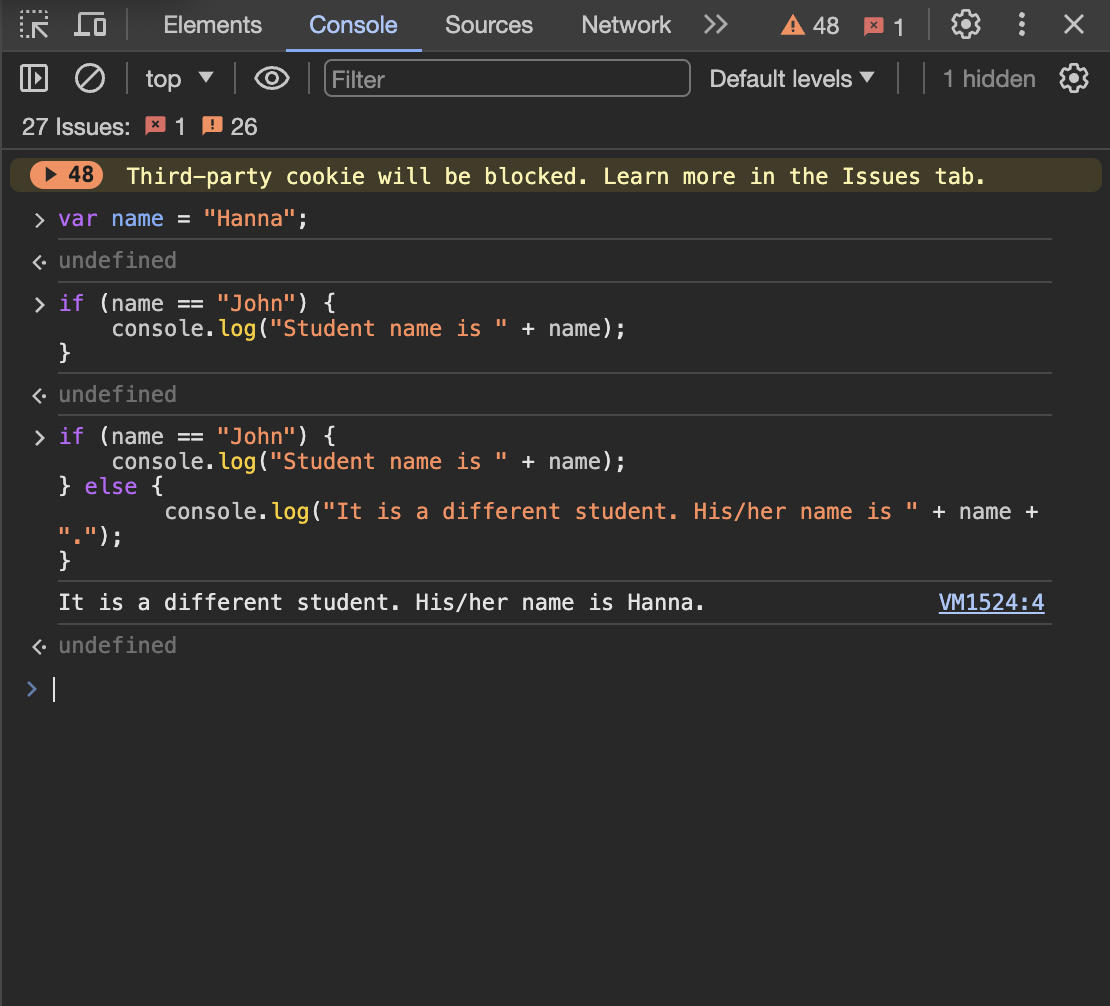 Elements Console Sources Network 48 1
top Filter Default levels 1 hidden
27 Issues: 1 26
48 Third-party cookie will be blocked. Learn more in the Issues tab.
var name = "Hanna";
undefined
if (name == "John") {
    console.log("Student name is " + name);
}
undefined
if (name == "John") {
    console.log("Student name is " + name);
} else {
        console.log("It is a different student. His/her name is " + name +
".");
}
It is a different student. His/her name is Hanna. VM1524:4
undefined